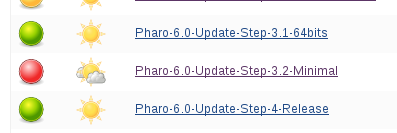 Pharo-6.0-Update-Step-3.1-64bits
Pharo-6.0-Update-Step-3.2-Minimal
Pharo-6.0-Update-Step-4-Release